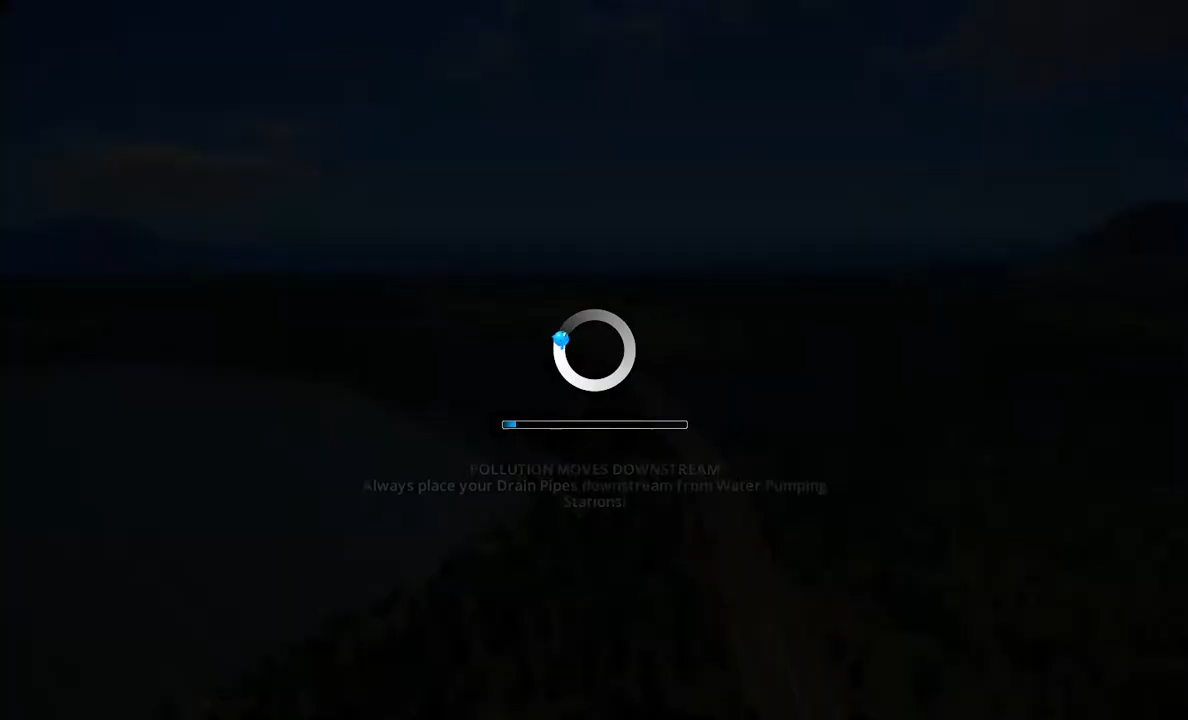 POLLUTION MOVES DOWNSTREAM
Always place your Drain Pipes downstream from Water Pumping
Stations!